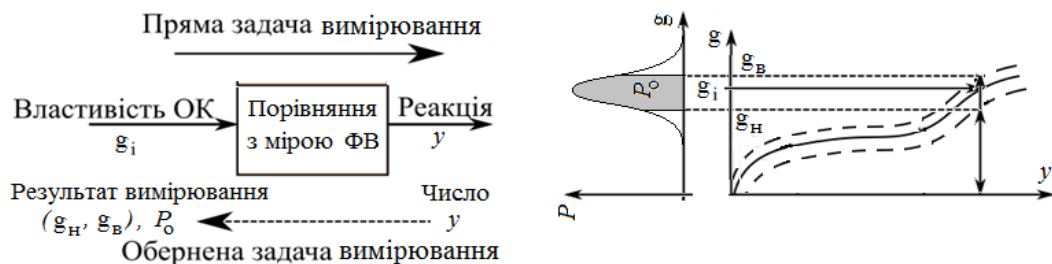 Пряма задача вимірювання
Властивість ОК
gᵢ
Порівняння
з мірою ФВ
Реакція
y
Результат вимірювання
(gн, gв), Pо
Число
y
Обернена задача вимірювання
g
Pо
P
g
gв
gᵢ
gн
y